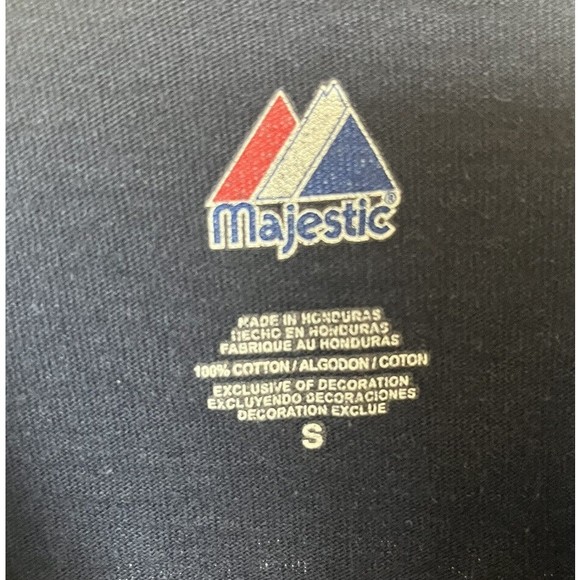 Majestic®
MADE IN HONDURAS
HECHO EN HONDURAS
FABRIQUE AU HONDURAS
100% COTTON / ALGODON / COTON
EXCLUSIVE OF DECORATION
EXCLUYENDO DECORACIONES
DECORATION EXCLUE
S